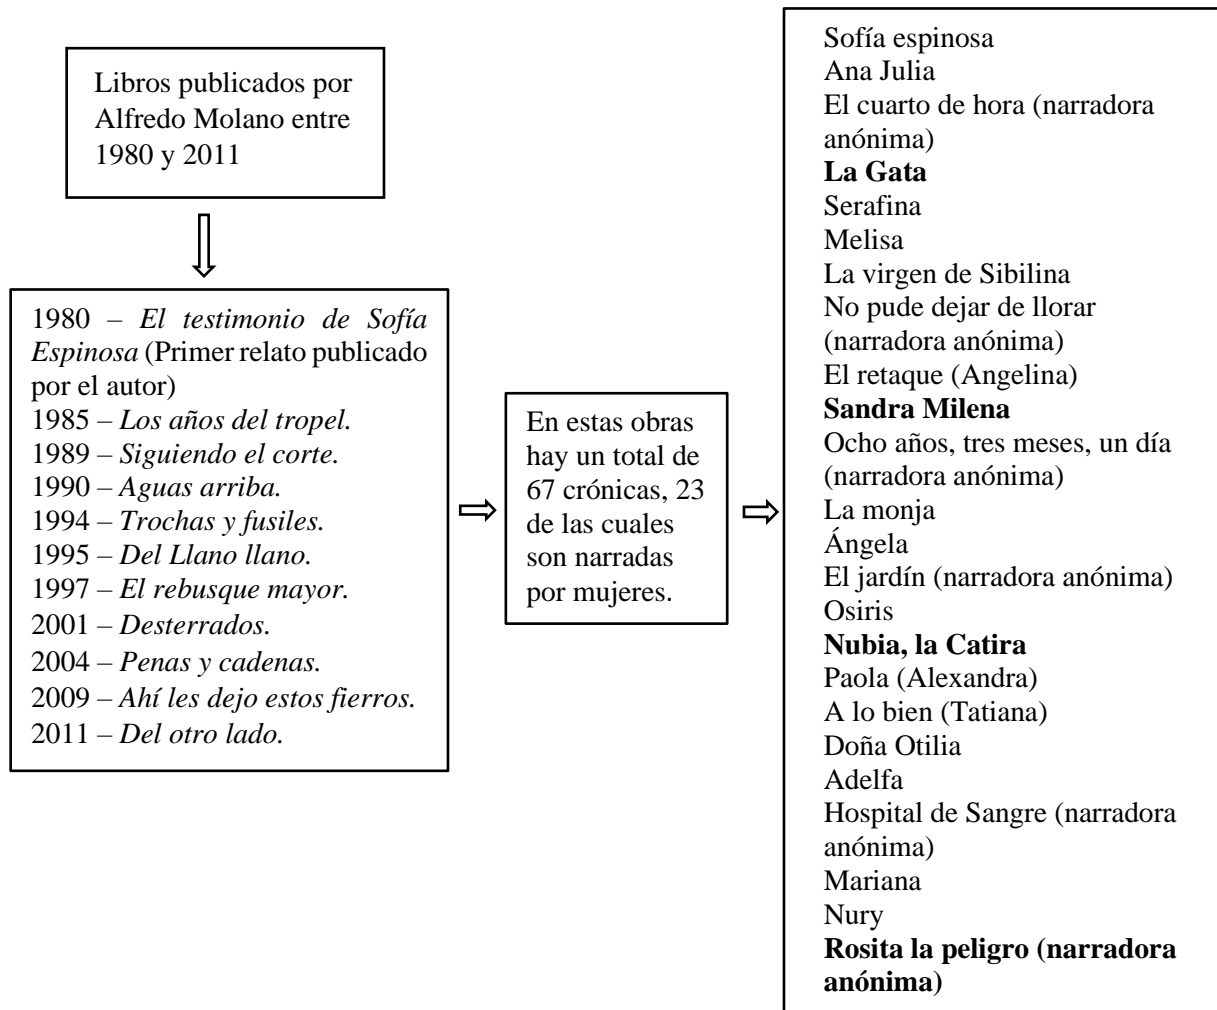 Libros publicados por
Alfredo Molano entre
1980 y 2011
1980 – El testimonio de Sofía
Espinosa (Primer relato publicado
por el autor)
1985 – Los años del tropel.
1989 – Siguiendo el corte.
1990 – Aguas arriba.
1994 – Trochas y fusiles.
1995 – Del Llano llano.
1997 – El rebusque mayor.
2001 – Desterrados.
2004 – Penas y cadenas.
2009 – Ahí les dejo estos fierros.
2011 – Del otro lado.
En estas obras
hay un total de
67 crónicas, 23
de las cuales
son narradas
por mujeres.
Sofía espinosa
Ana Julia
El cuarto de hora (narradora
anónima)
La Gata
Serafina
Melisa
La virgen de Sibilina
No pude dejar de llorar
(narradora anónima)
El retaque (Angelina)
Sandra Milena
Ocho años, tres meses, un día
(narradora anónima)
La monja
Ángela
El jardín (narradora anónima)
Osiris
Nubia, la Catira
Paola (Alexandra)
A lo bien (Tatiana)
Doña Otilia
Adelfa
Hospital de Sangre (narradora
anónima)
Mariana
Nury
Rosita la peligro (narradora
anónima)